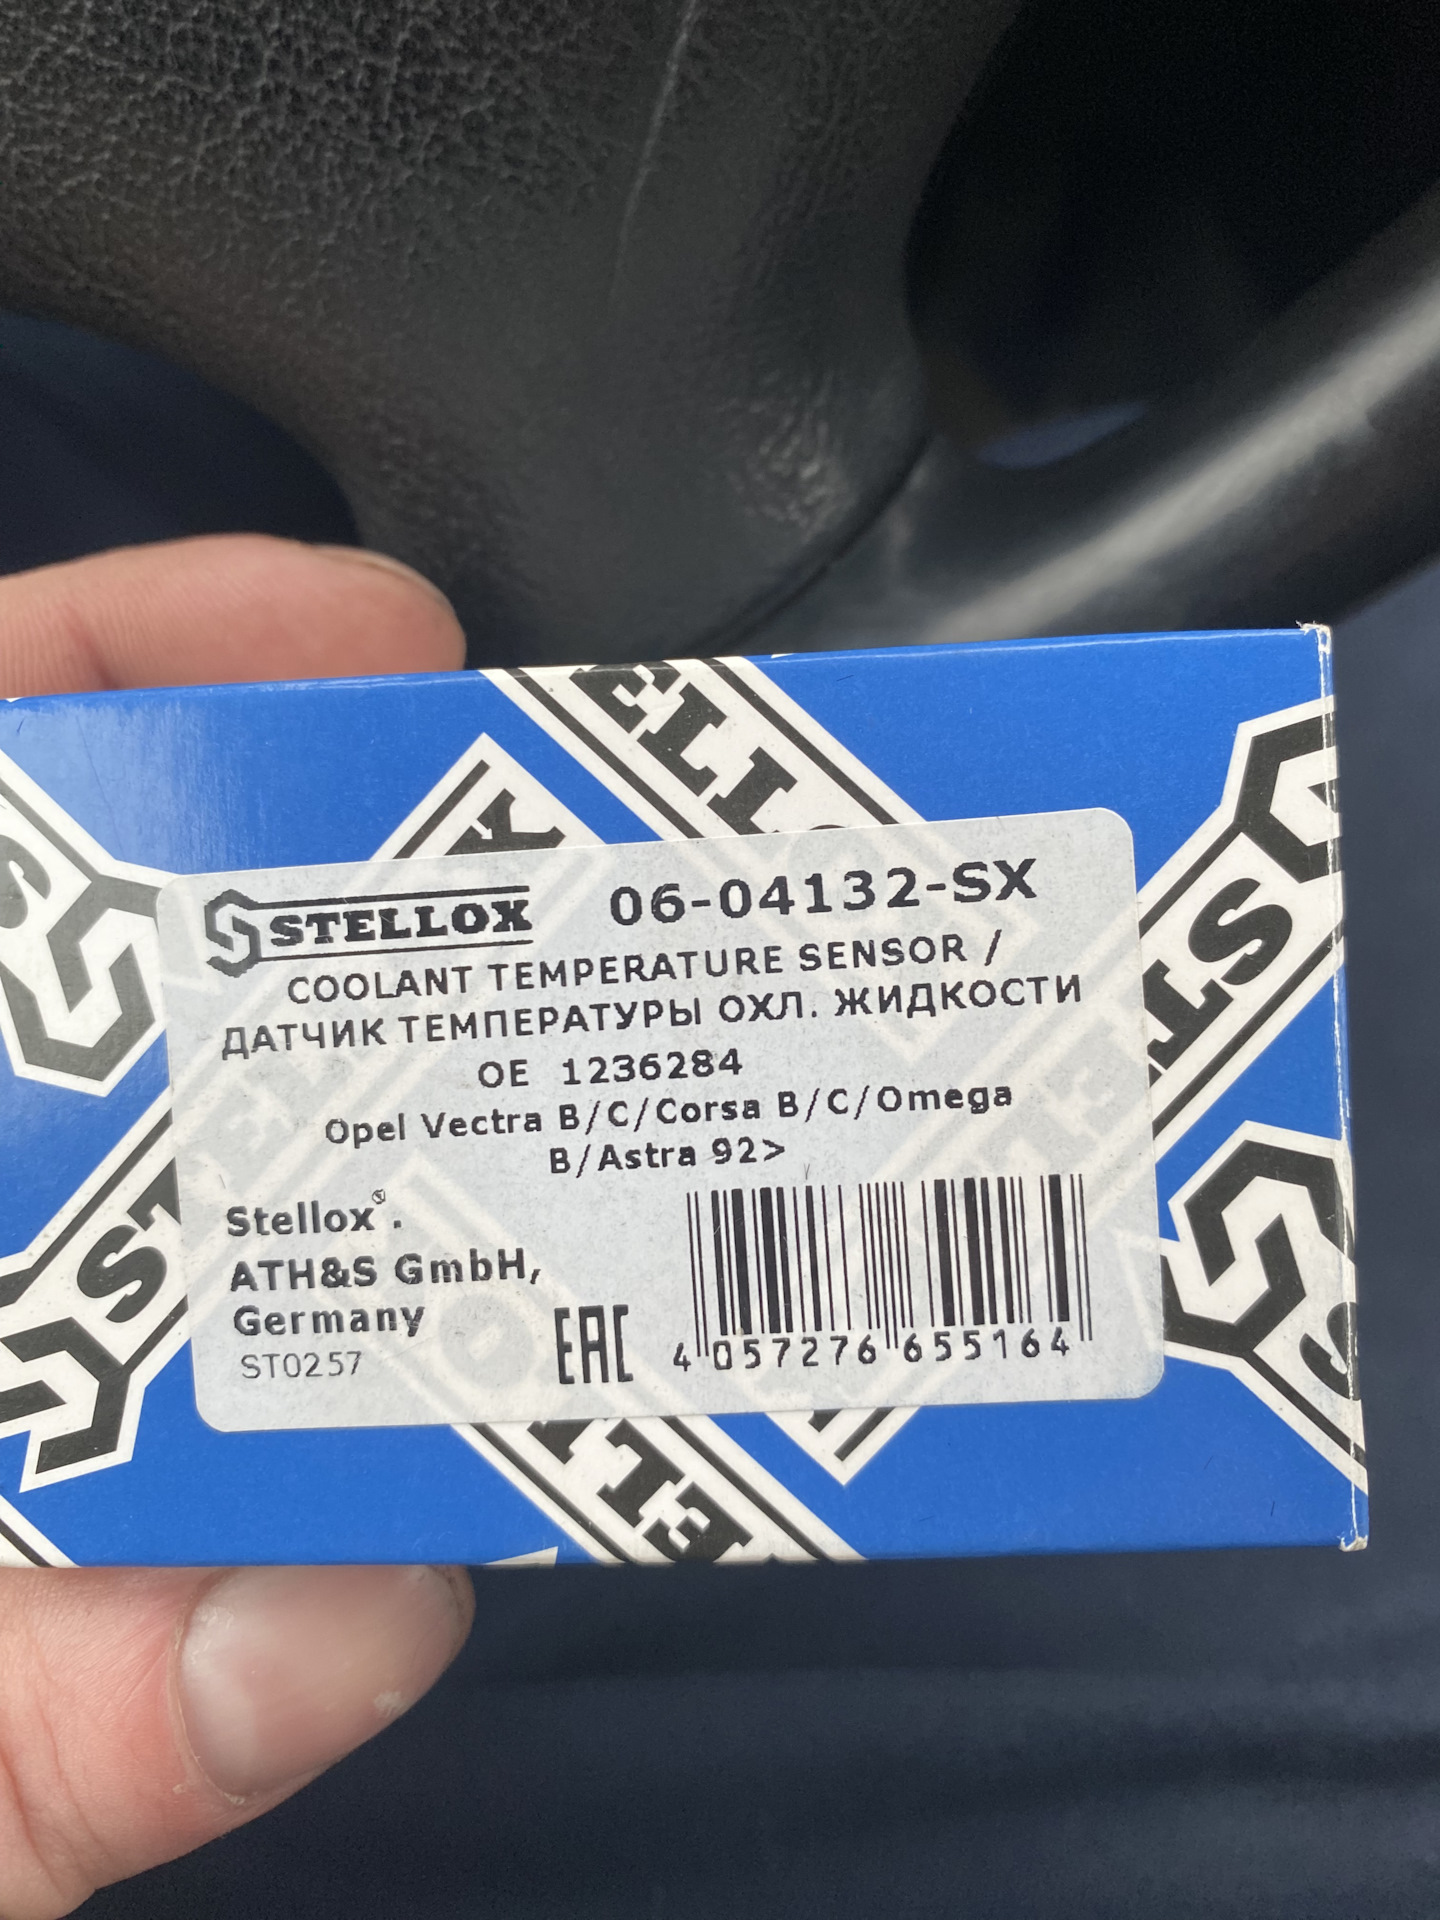 STELLOX 06-04132-SX
COOLANT TEMPERATURE SENSOR /
ДАТЧИК ТЕМПЕРАТУРЫ ОХЛ. ЖИДКОСТИ
OE 1236284
Opel Vectra B/C/Corsa B/C/Omega
B/Astra 92>
Stellox®.
ATH&S GmbH,
Germany
ST0257
EAC
4 057276 655164